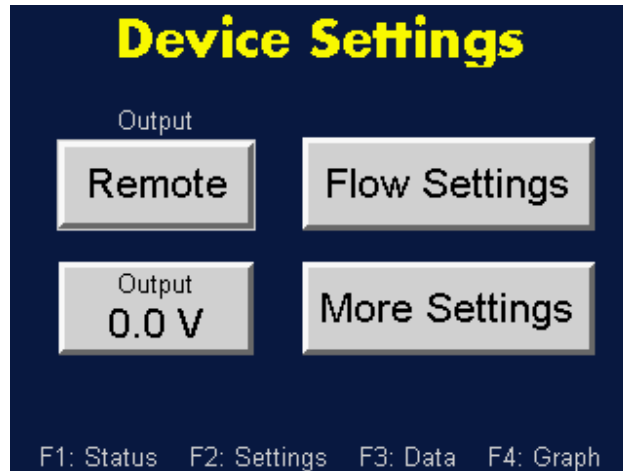 Device Settings
Output
Remote
Flow Settings
Output
0.0 V
More Settings
F1: Status F2: Settings F3: Data F4: Graph